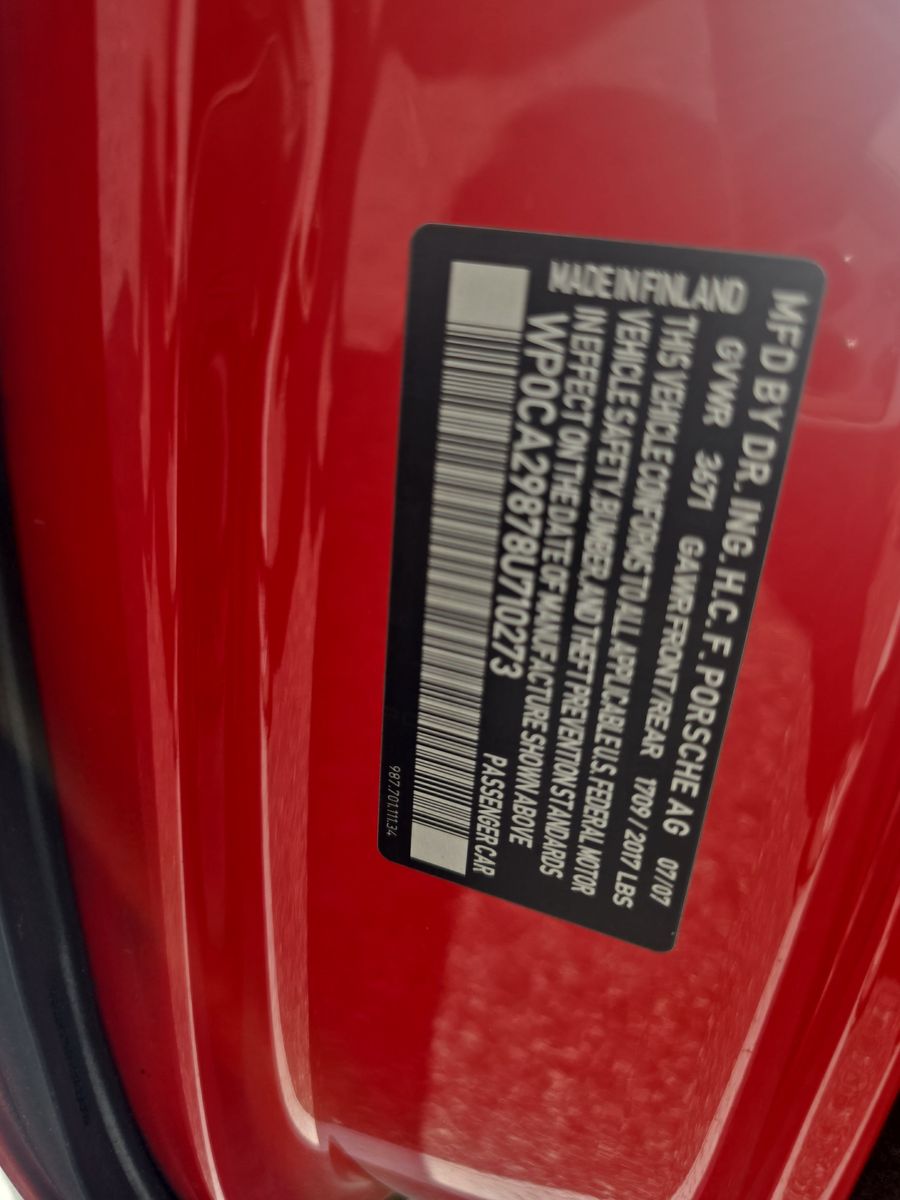 MFD BY DR. ING. H.C. F. PORSCHE AG 07/07
GVWR 3671 GAWR FRONT/REAR 1709 / 2017 LBS
THIS VEHICLE CONFORMS TO ALL APPLICABLE U.S. FEDERAL MOTOR
VEHICLE SAFETY, BUMBER, AND THEFT PREVENTION STANDARDS
IN EFFECT ON THE DATE OF MANUFACTURE SHOWN ABOVE
MADE IN FINLAND
WP0CA29878U710273 PASSENGER CAR
987.701.111.34